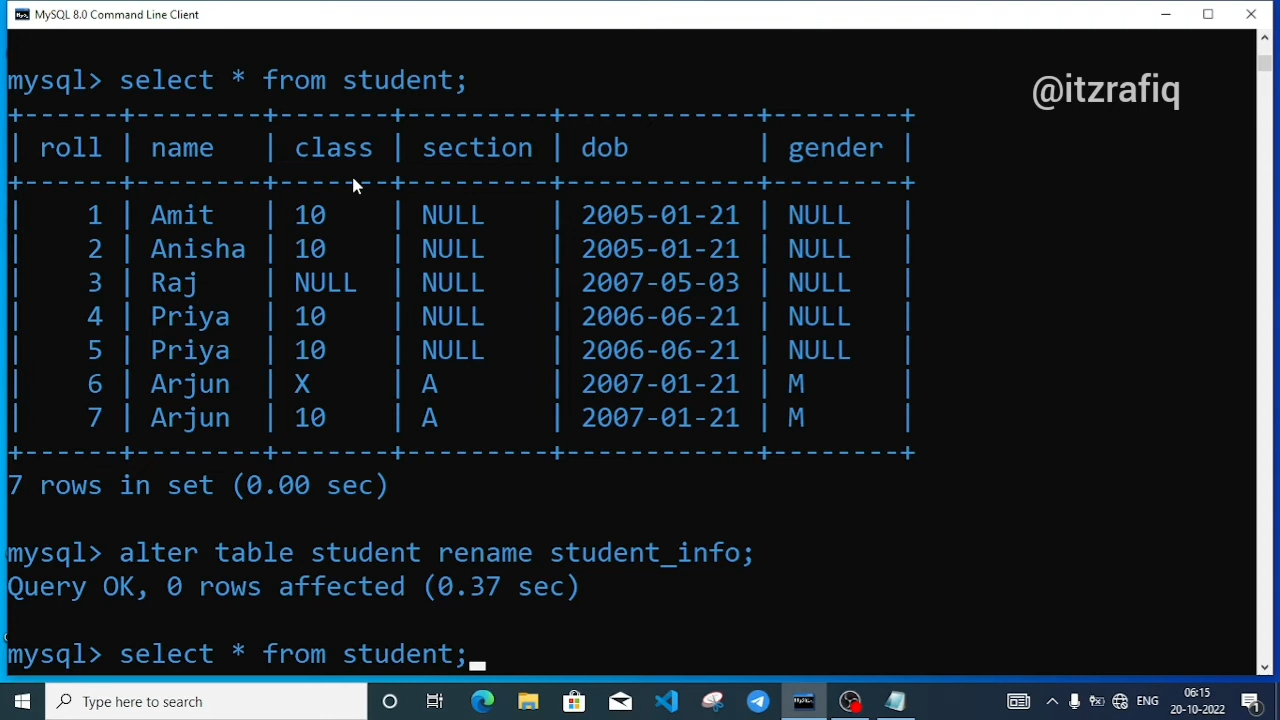 MySQL 8.0 Command Line Client
mysql> select * from student;
@itzrafiq
+------+--------+-------+---------+------------+--------+
| roll | name   | class | section | dob        | gender |
+------+--------+-------+---------+------------+--------+
|    1 | Amit   | 10    | NULL    | 2005-01-21 | NULL   |
|    2 | Anisha | 10    | NULL    | 2005-01-21 | NULL   |
|    3 | Raj    | NULL  | NULL    | 2007-05-03 | NULL   |
|    4 | Priya  | 10    | NULL    | 2006-06-21 | NULL   |
|    5 | Priya  | 10    | NULL    | 2006-06-21 | NULL   |
|    6 | Arjun  | X     | A       | 2007-01-21 | M      |
|    7 | Arjun  | 10    | A       | 2007-01-21 | M      |
+------+--------+-------+---------+------------+--------+
7 rows in set (0.00 sec)
mysql> alter table student rename student_info;
Query OK, 0 rows affected (0.37 sec)
mysql> select * from student;
Type here to search
ENG
06:15
20-10-2022
1